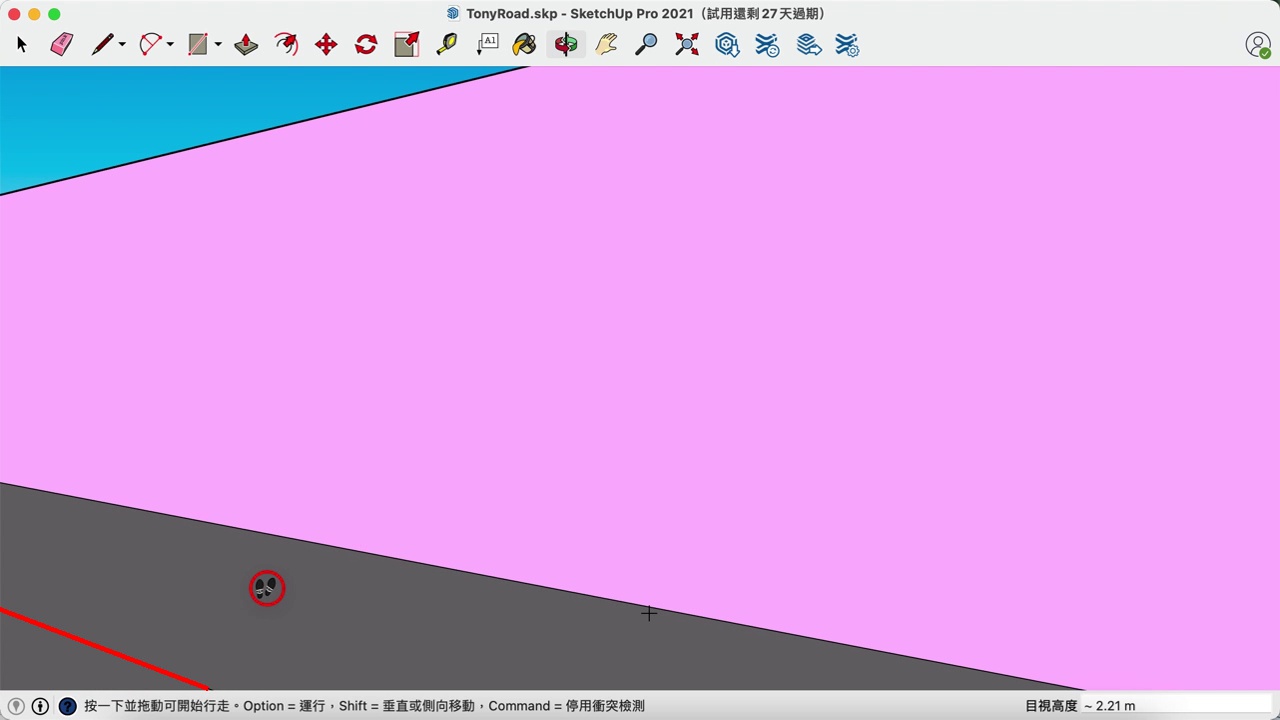 TonyRoad.skp - SketchUp Pro 2021（試用還剩 27 天過期）
A1
按一下並拖動可開始行走。Option = 運行，Shift = 垂直或側向移動，Command = 停用衝突檢測
目視高度 ~ 2.21 m